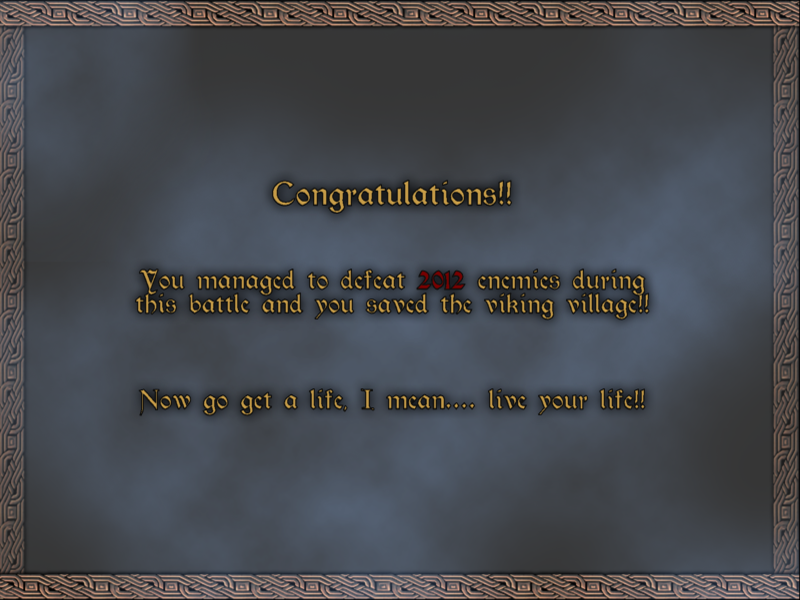 Congratulations!!
You managed to defeat 2012 enemies during
this battle and you saved the viking village!!
Now go get a life, I mean.... live your life!!